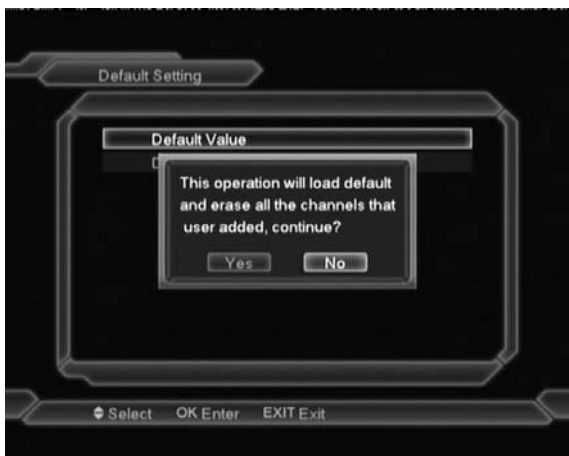 Default Setting
Default Value
This operation will load default
and erase all the channels that
user added, continue?
Yes No
Select OK Enter EXIT Exit